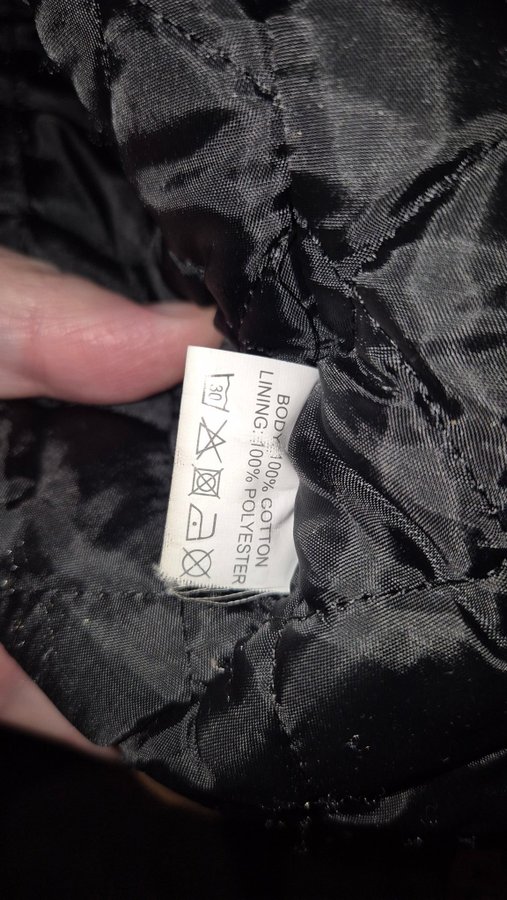 BODY: 100% COTTON
LINING: 100% POLYESTER
30